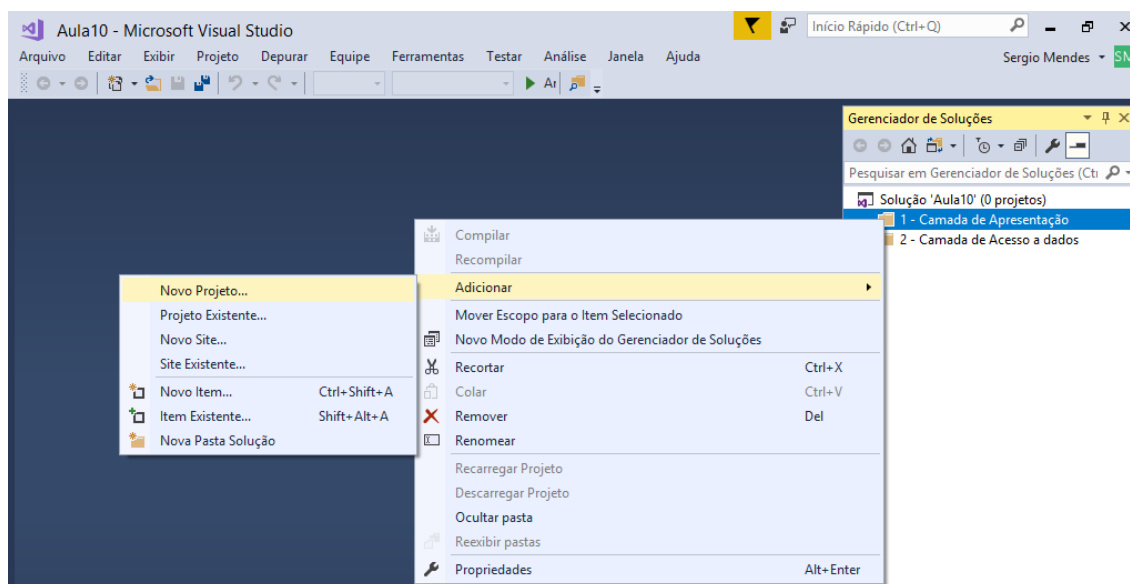 Aula10 - Microsoft Visual Studio
Início Rápido (Ctrl+Q)
Arquivo Editar Exibir Projeto Depurar Equipe Ferramentas Testar Análise Janela Ajuda
Sergio Mendes
SM
Gerenciador de Soluções
Pesquisar em Gerenciador de Soluções (Ct
Solução 'Aula10' (0 projetos)
1 - Camada de Apresentação
2 - Camada de Acesso a dados
Compilar
Recompilar
Adicionar
Mover Escopo para o Item Selecionado
Novo Modo de Exibição do Gerenciador de Soluções
Recortar Ctrl+X
Colar Ctrl+V
Remover Del
Renomear
Recarregar Projeto
Descarregar Projeto
Ocultar pasta
Reexibir pastas
Propriedades Alt+Enter
Novo Projeto...
Projeto Existente...
Novo Site...
Site Existente...
Novo Item... Ctrl+Shift+A
Item Existente... Shift+Alt+A
Nova Pasta Solução